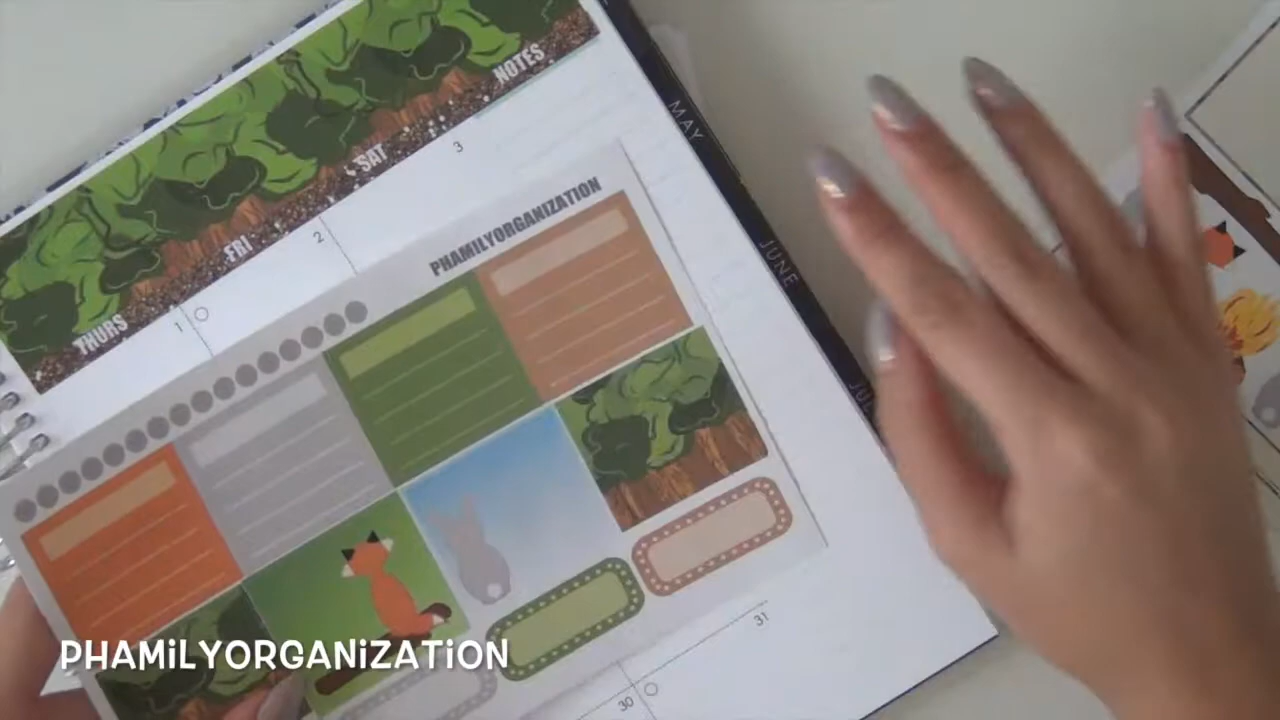 NOTES
SAT
FRI
THURS
3
2
1
MAY
JUNE
PHAMILYORGANIZATION
31
30
PHAMiLYORGANiZATiON